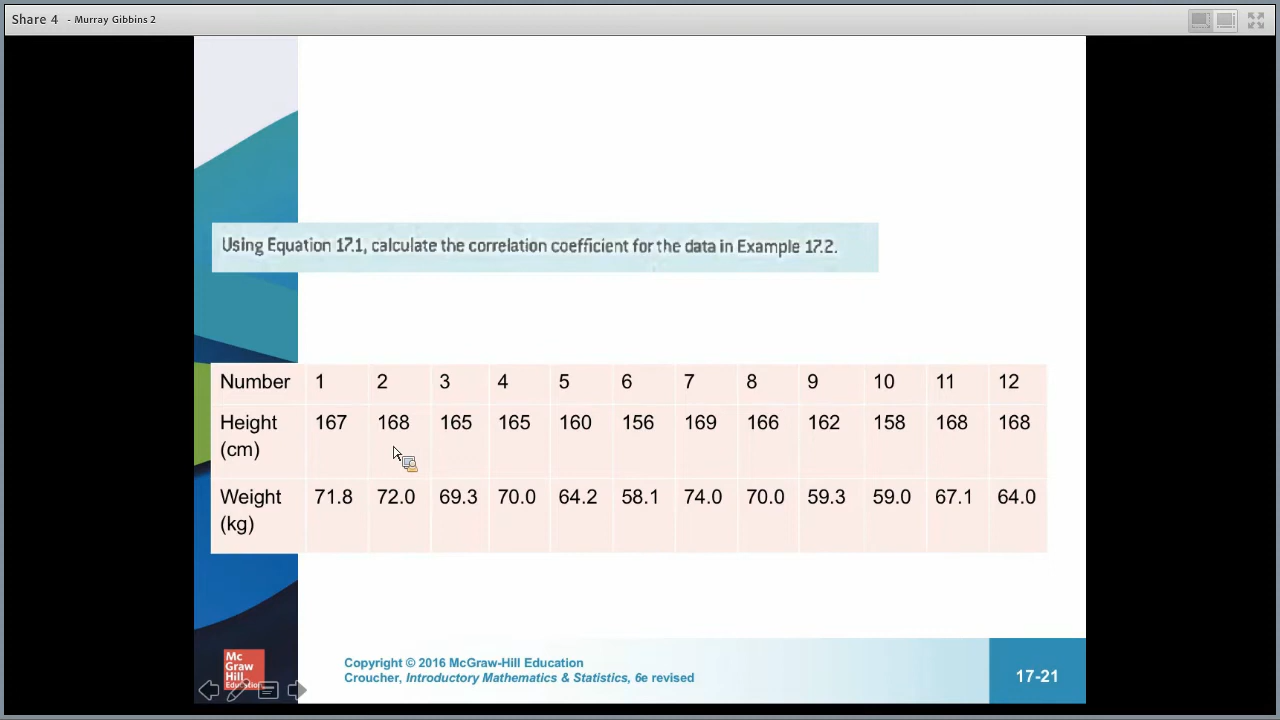 Share 4 - Murray Gibbins 2
Using Equation 17.1, calculate the correlation coefficient for the data in Example 17.2.
Number 1 2 3 4 5 6 7 8 9 10 11 12
Height (cm) 167 168 165 165 160 156 169 166 162 158 168 168
Weight (kg) 71.8 72.0 69.3 70.0 64.2 58.1 74.0 70.0 59.3 59.0 67.1 64.0
Mc
Graw
Hill
Education
Copyright © 2016 McGraw-Hill Education
Croucher, Introductory Mathematics & Statistics, 6e revised
17-21